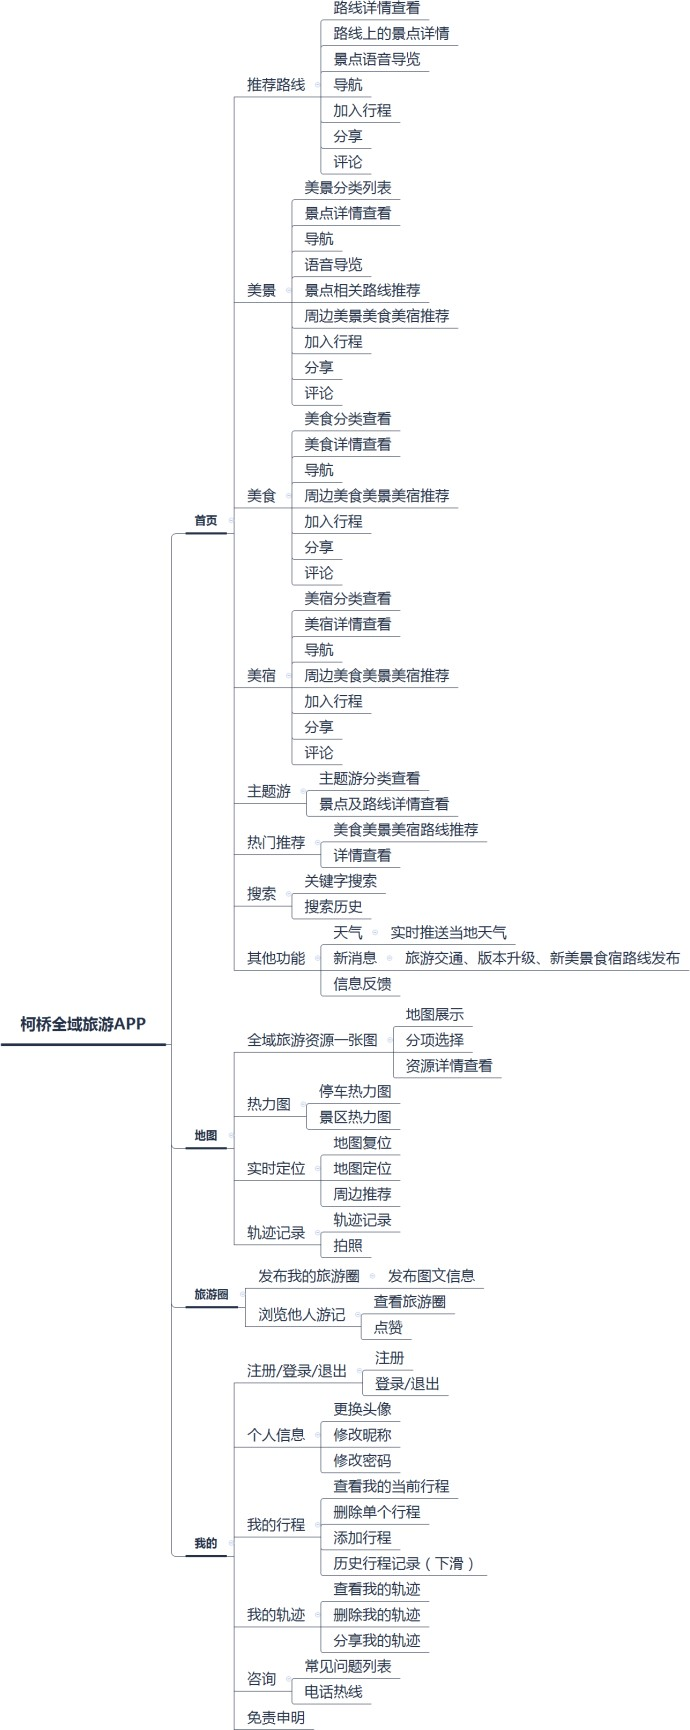 路线详情查看
路线上的景点详情
景点语音导览
推荐路线
导航
加入行程
分享
评论
美景分类列表
景点详情查看
导航
语音导览
美景
景点相关路线推荐
周边美景美食美宿推荐
加入行程
分享
评论
美食分类查看
美食详情查看
导航
美食
周边美食美景美宿推荐
加入行程
首页
分享
评论
美宿分类查看
美宿详情查看
导航
美宿
周边美食美景美宿推荐
加入行程
分享
评论
主题游
主题游分类查看
景点及路线详情查看
热门推荐
美食美景美宿路线推荐
详情查看
搜索
关键字搜索
搜索历史
天气
实时推送当地天气
其他功能
新消息
旅游交通、版本升级、新美景食宿路线发布
信息反馈
柯桥全域旅游APP
地图展示
全域旅游资源一张图
分项选择
资源详情查看
热力图
停车热力图
景区热力图
地图
地图复位
实时定位
地图定位
周边推荐
轨迹记录
轨迹记录
拍照
旅游圈
发布我的旅游圈
发布图文信息
浏览他人游记
查看旅游圈
点赞
注册/登录/退出
注册
登录/退出
更换头像
个人信息
修改昵称
修改密码
查看我的当前行程
删除单个行程
我的行程
添加行程
我的
历史行程记录（下滑）
查看我的轨迹
我的轨迹
删除我的轨迹
分享我的轨迹
咨询
常见问题列表
电话热线
免责申明